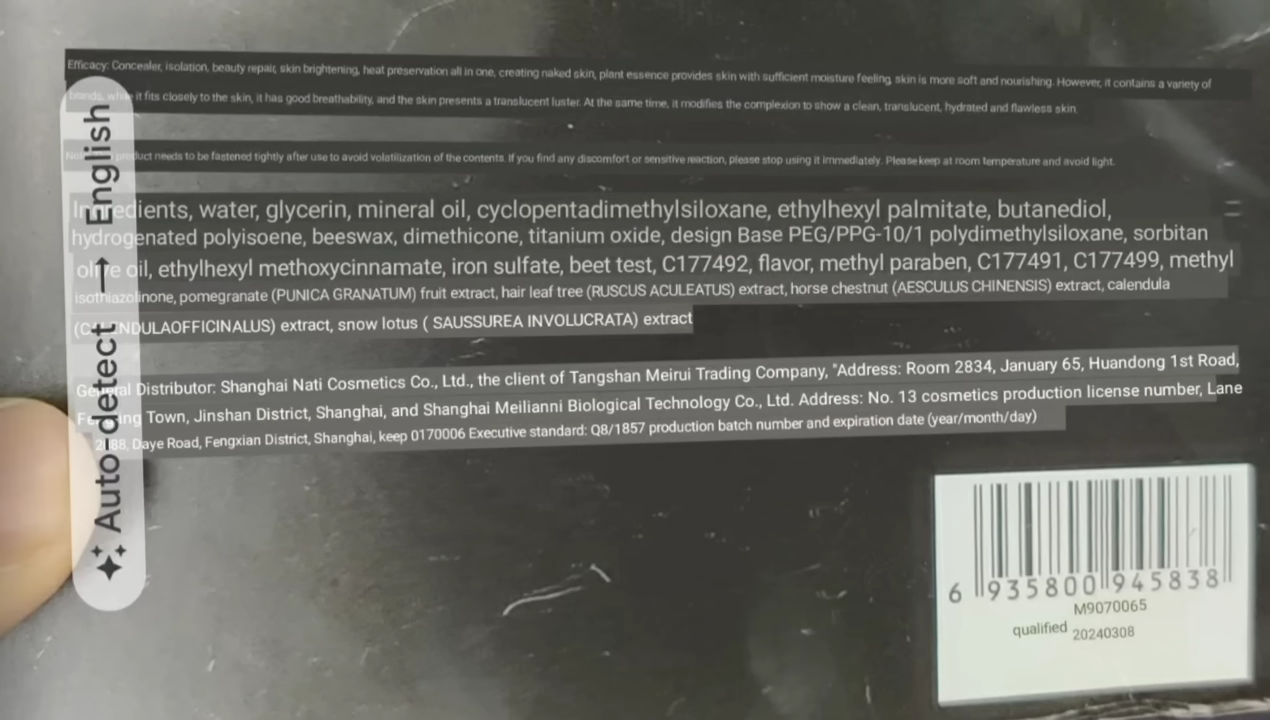 Efficacy: Concealer, isolation, beauty repair, skin brightening, heat preservation all in one, creating naked skin, plant essence provides skin with sufficient moisture feeling, skin is more soft and nourishing. However, it contains a variety of
brands, while it fits closely to the skin, it has good breathability, and the skin presents a translucent luster. At the same time, it modifies the complexion to show a clean, translucent, hydrated and flawless skin.
product needs to be fastened tightly after use to avoid volatilization of the contents. If you find any discomfort or sensitive reaction, please stop using it immediately. Please keep at room temperature and avoid light.
Ingredients, water, glycerin, mineral oil, cyclopentadimethylsiloxane, ethylhexyl palmitate, butanediol,
hydrogenated polyisoene, beeswax, dimethicone, titanium oxide, design Base PEG/PPG-10/1 polydimethylsiloxane, sorbitan
olive oil, ethylhexyl methoxycinnamate, iron sulfate, beet test, C177492, flavor, methyl paraben, C177491, C177499, methyl
isothiazolinone, pomegranate (PUNICA GRANATUM) fruit extract, hair leaf tree (RUSCUS ACULEATUS) extract, horse chestnut (AESCULUS CHINENSIS) extract, calendula
(CALENDULAOFFICINALUS) extract, snow lotus ( SAUSSUREA INVOLUCRATA) extract
General Distributor: Shanghai Nati Cosmetics Co., Ltd., the client of Tangshan Meirui Trading Company, "Address: Room 2834, January 65, Huandong 1st Road,
Town, Jinshan District, Shanghai, and Shanghai Meilianni Biological Technology Co., Ltd. Address: No. 13 cosmetics production license number, Lane
2088, Daye Road, Fengxian District, Shanghai, keep 0170006 Executive standard: Q8/1857 production batch number and expiration date (year/month/day)
Auto-detect → English
6 935800 945838
M9070065
qualified 20240308